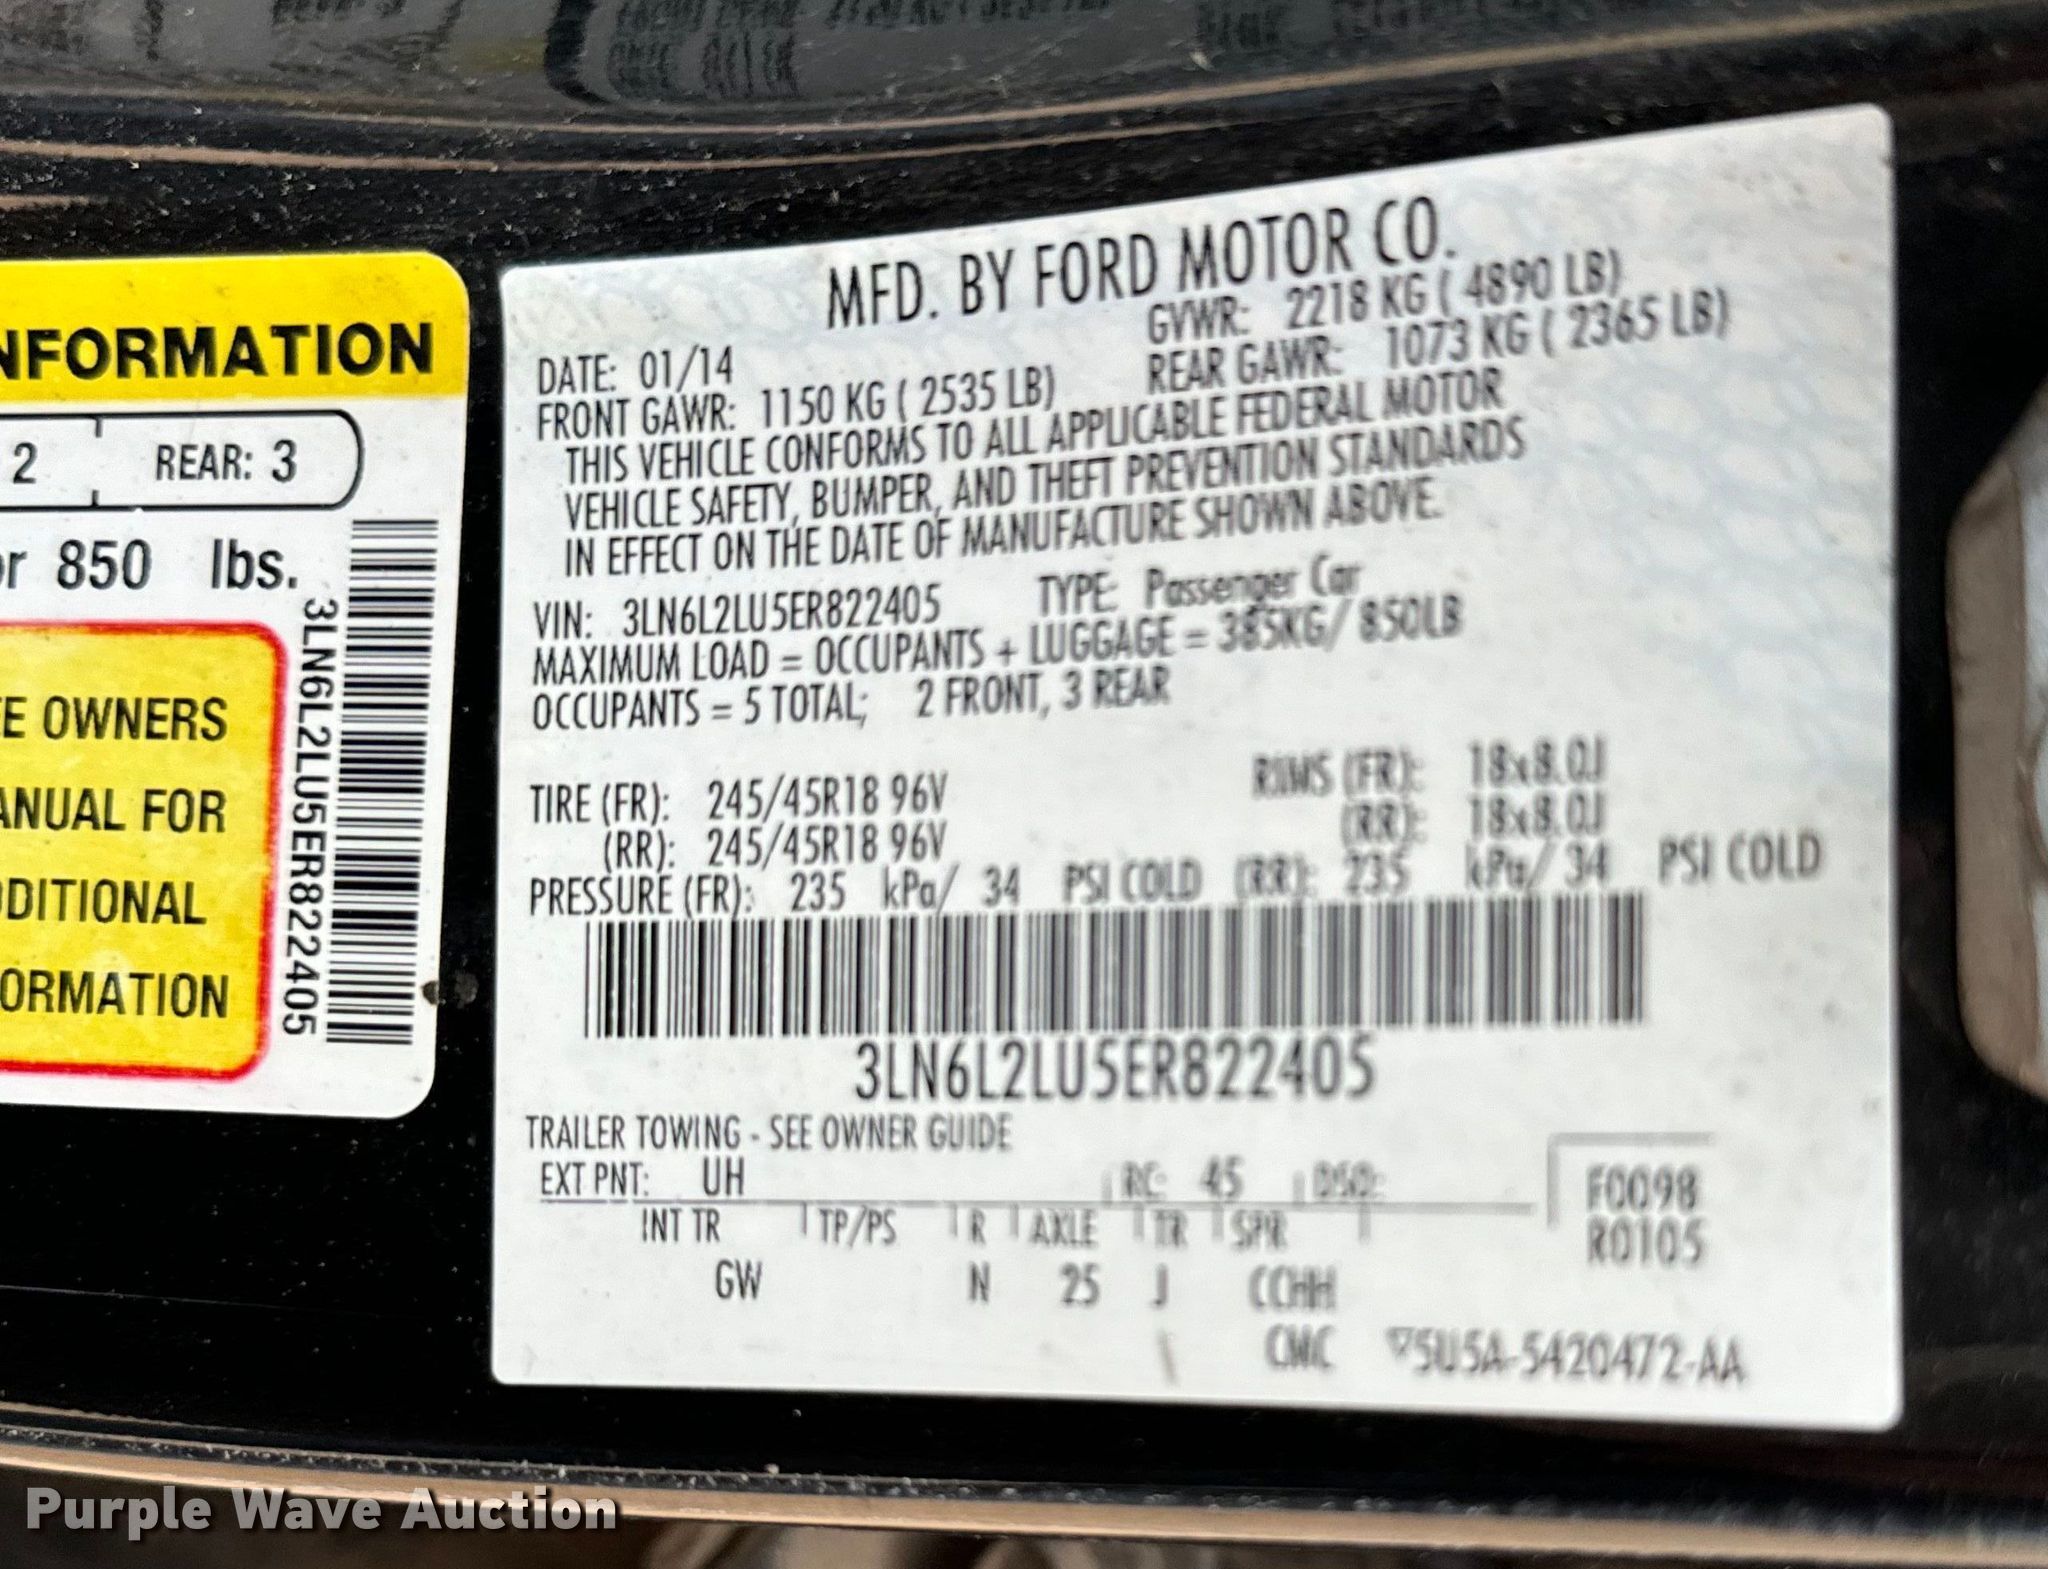 NFORMATION
2 REAR: 3
or 850 lbs.
EE OWNERS
ANUAL FOR
DDITIONAL
ORMATION
3LN6L2LU5ER822405
MFD. BY FORD MOTOR CO.
DATE: 01/14 GVWR: 2218 KG ( 4890 LB)
FRONT GAWR: 1150 KG ( 2535 LB) REAR GAWR: 1073 KG ( 2365 LB)
THIS VEHICLE CONFORMS TO ALL APPLICABLE FEDERAL MOTOR
VEHICLE SAFETY, BUMPER, AND THEFT PREVENTION STANDARDS
IN EFFECT ON THE DATE OF MANUFACTURE SHOWN ABOVE.
VIN: 3LN6L2LU5ER822405 TYPE: Passenger Car
MAXIMUM LOAD = OCCUPANTS + LUGGAGE = 385KG/ 850LB
OCCUPANTS = 5 TOTAL; 2 FRONT, 3 REAR
TIRE (FR): 245/45R18 96V RIMS (FR): 18x8.0J
(RR): 245/45R18 96V (RR): 18x8.0J
PRESSURE (FR): 235 kPa/ 34 PSI COLD (RR): 235 kPa/ 34 PSI COLD
3LN6L2LU5ER822405
TRAILER TOWING - SEE OWNER GUIDE
EXT PNT: UH RC: 45 DSO: F0098
INT TR TP/PS R AXLE TR SPR R0105
GW N 25 J CCHH
CMC ▽5U5A-5420472-AA
Purple Wave Auction